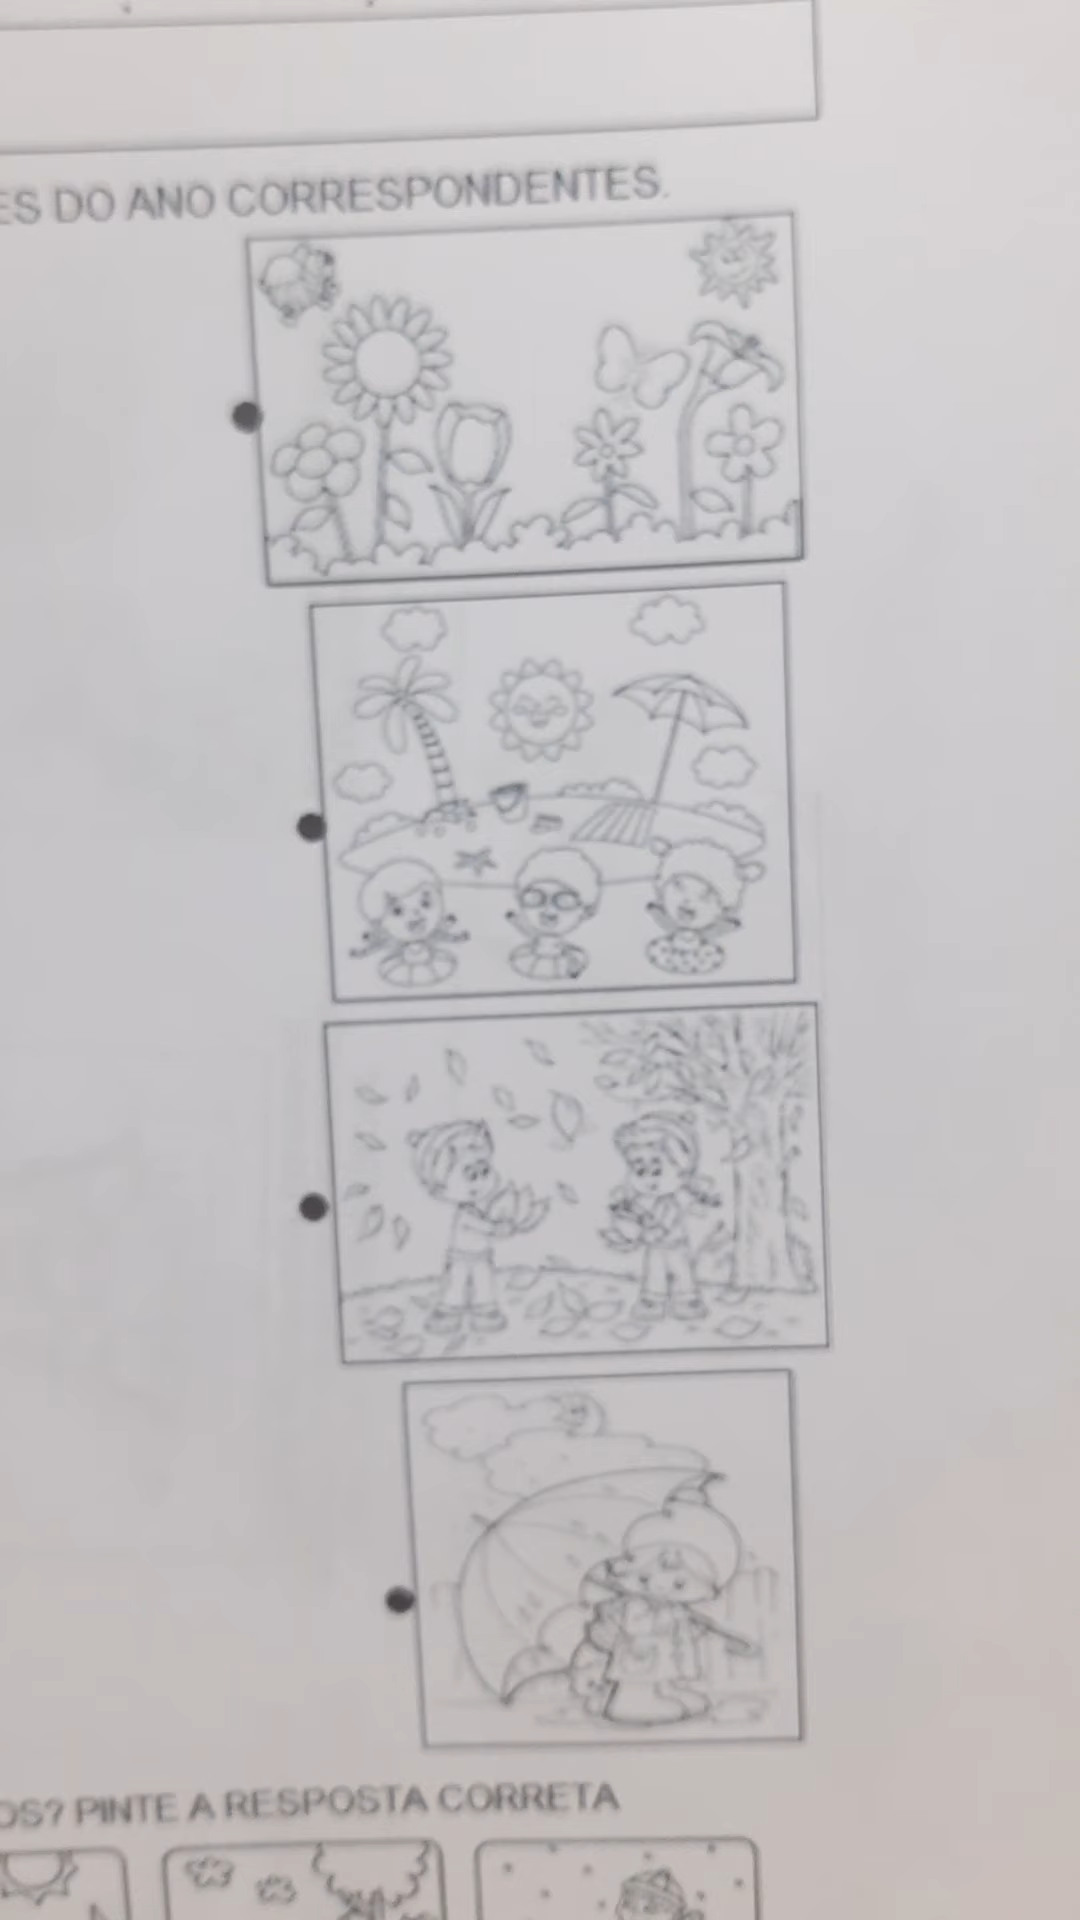 ES DO ANO CORRESPONDENTES.
OS? PINTE A RESPOSTA CORRETA